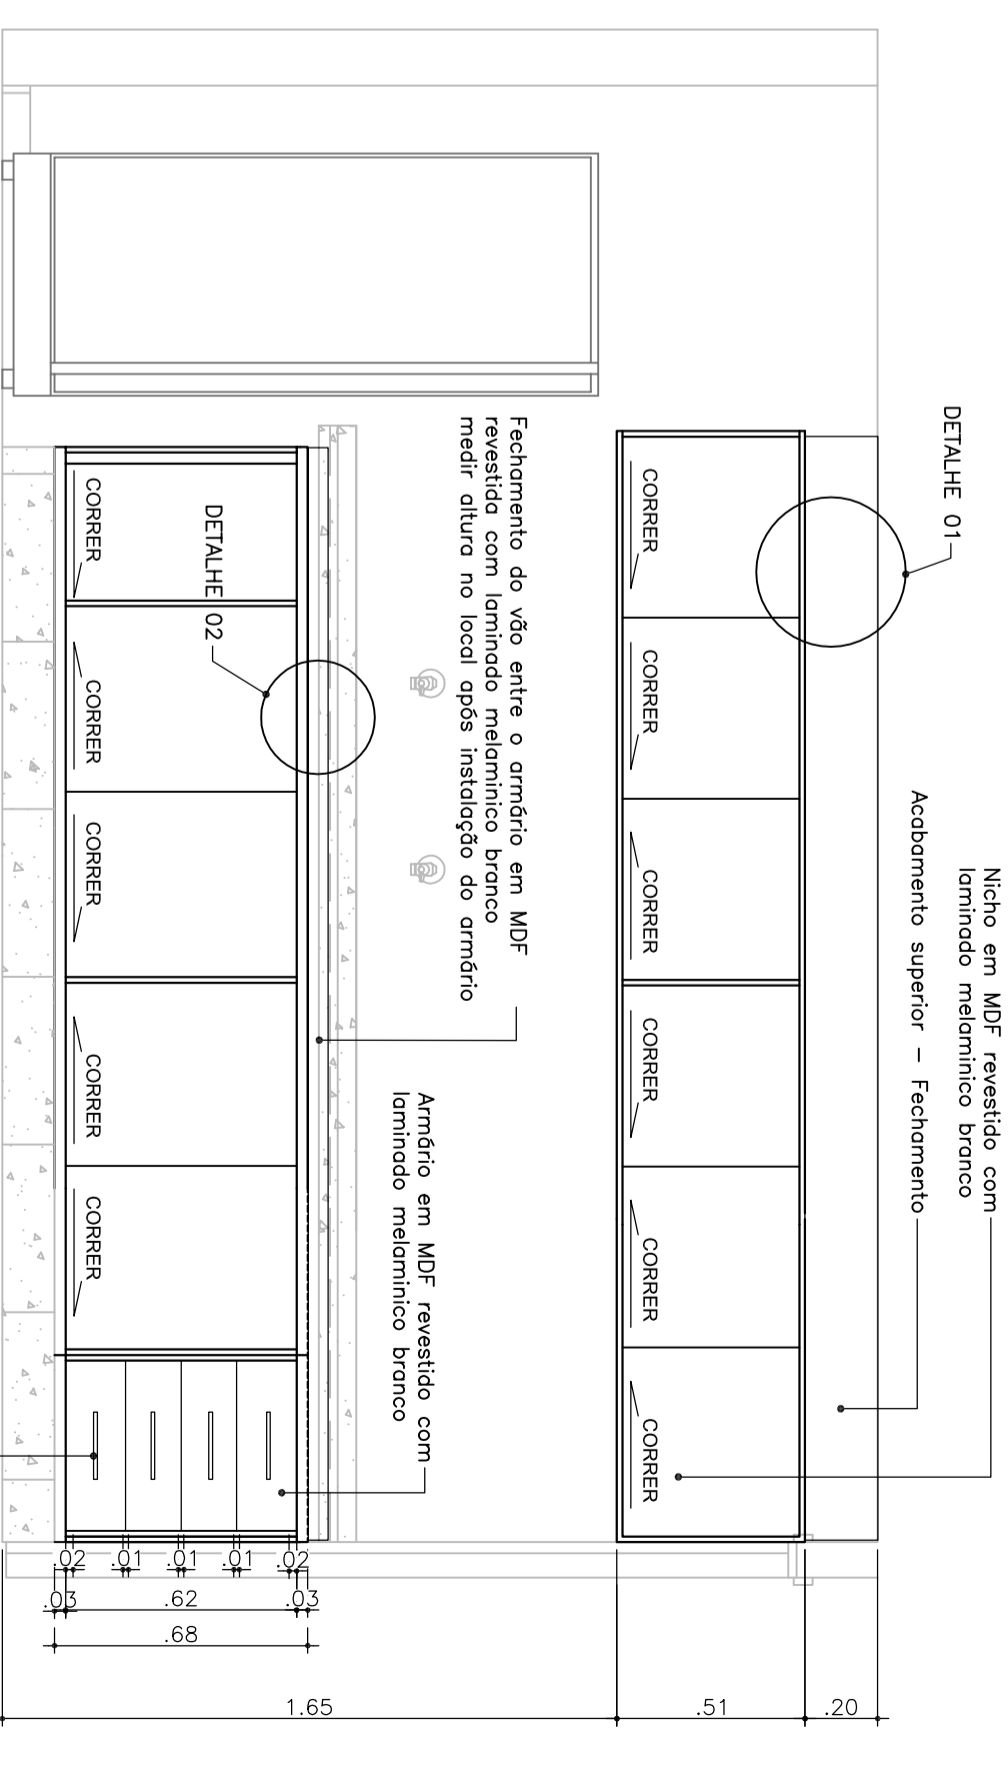 Nicho em MDF revestido com
laminado melaminico branco
Acabamento superior – Fechamento
DETALHE 01
CORRER
CORRER
CORRER
CORRER
CORRER
CORRER
Fechamento do vão entre o armário em MDF
revestida com laminado melaminico branco
medir altura no local após instalação do armário
Armário em MDF revestido com
laminado melaminico branco
DETALHE 02
CORRER
CORRER
CORRER
CORRER
CORRER
.02 .01 .01 .01 .02
.03 .62 .03
.68
1.65 .51 .20